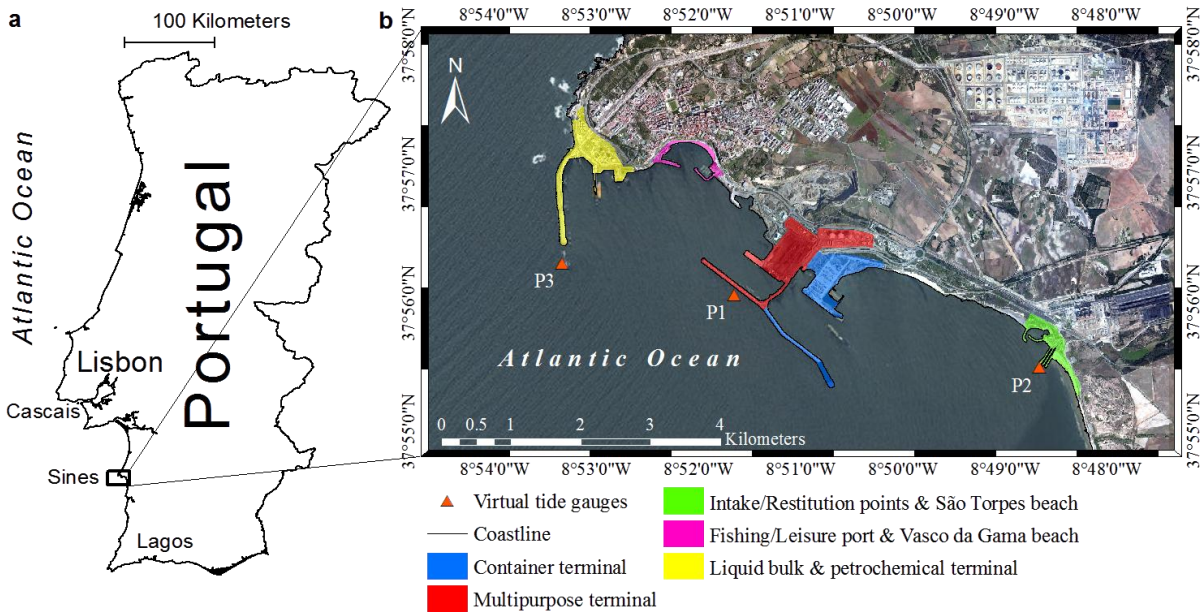 a
100 Kilometers
Atlantic Ocean
Portugal
Lisbon
Cascais
Sines
Lagos
b
8°54'0"W 8°53'0"W 8°52'0"W 8°51'0"W 8°50'0"W 8°49'0"W 8°48'0"W
37°58'0"N
37°57'0"N
37°56'0"N
37°55'0"N
N
P3
P1
P2
Atlantic Ocean
0 0.5 1 2 3 4
Kilometers
37°58'0"N
37°57'0"N
37°56'0"N
37°55'0"N
8°54'0"W 8°53'0"W 8°52'0"W 8°51'0"W 8°50'0"W 8°49'0"W 8°48'0"W
Virtual tide gauges
Coastline
Container terminal
Multipurpose terminal
Intake/Restitution points & São Torpes beach
Fishing/Leisure port & Vasco da Gama beach
Liquid bulk & petrochemical terminal